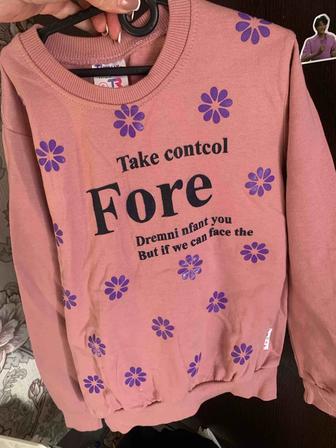 Take contcol
Fore
Dremni nfant you
But if we can face the